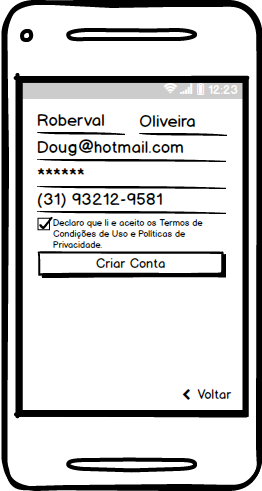 12:23
Roberval Oliveira
Doug@hotmail.com
******
(31) 93212-9581
Declaro que li e aceito os Termos de
Condições de Uso e Políticas de
Privacidade.
Criar Conta
Voltar